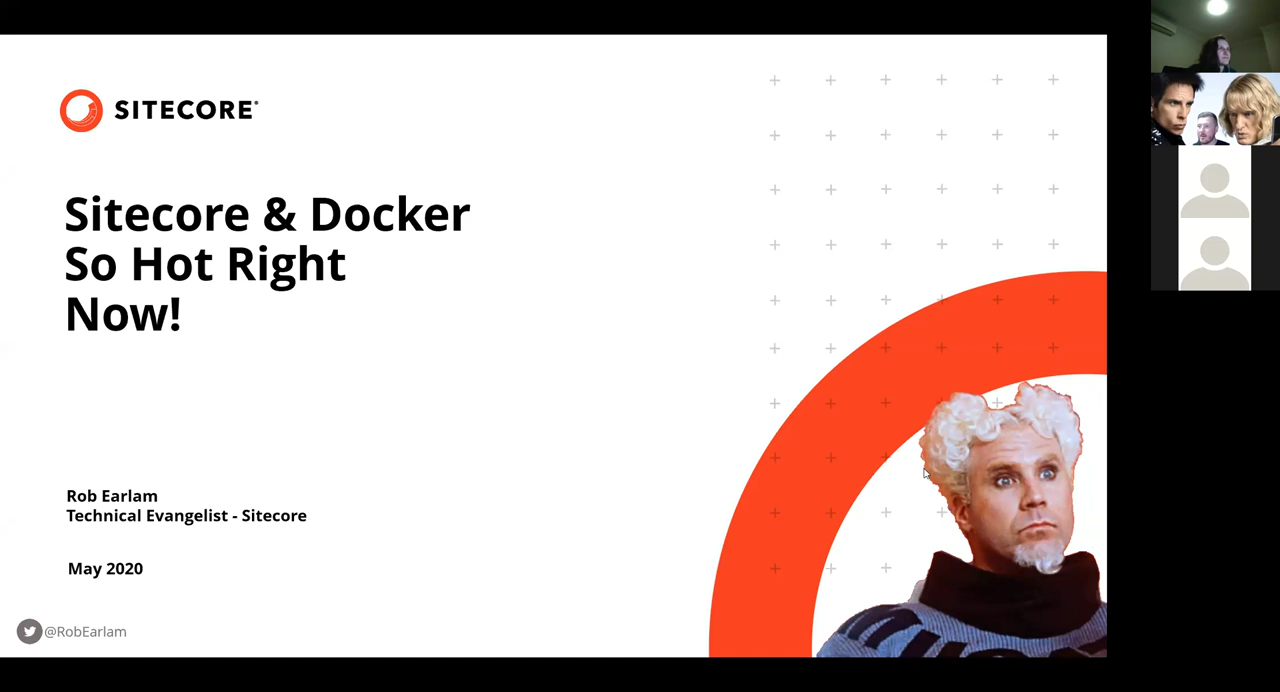 SITECORE®
Sitecore & Docker
So Hot Right
Now!
Rob Earlam
Technical Evangelist - Sitecore
May 2020
@RobEarlam